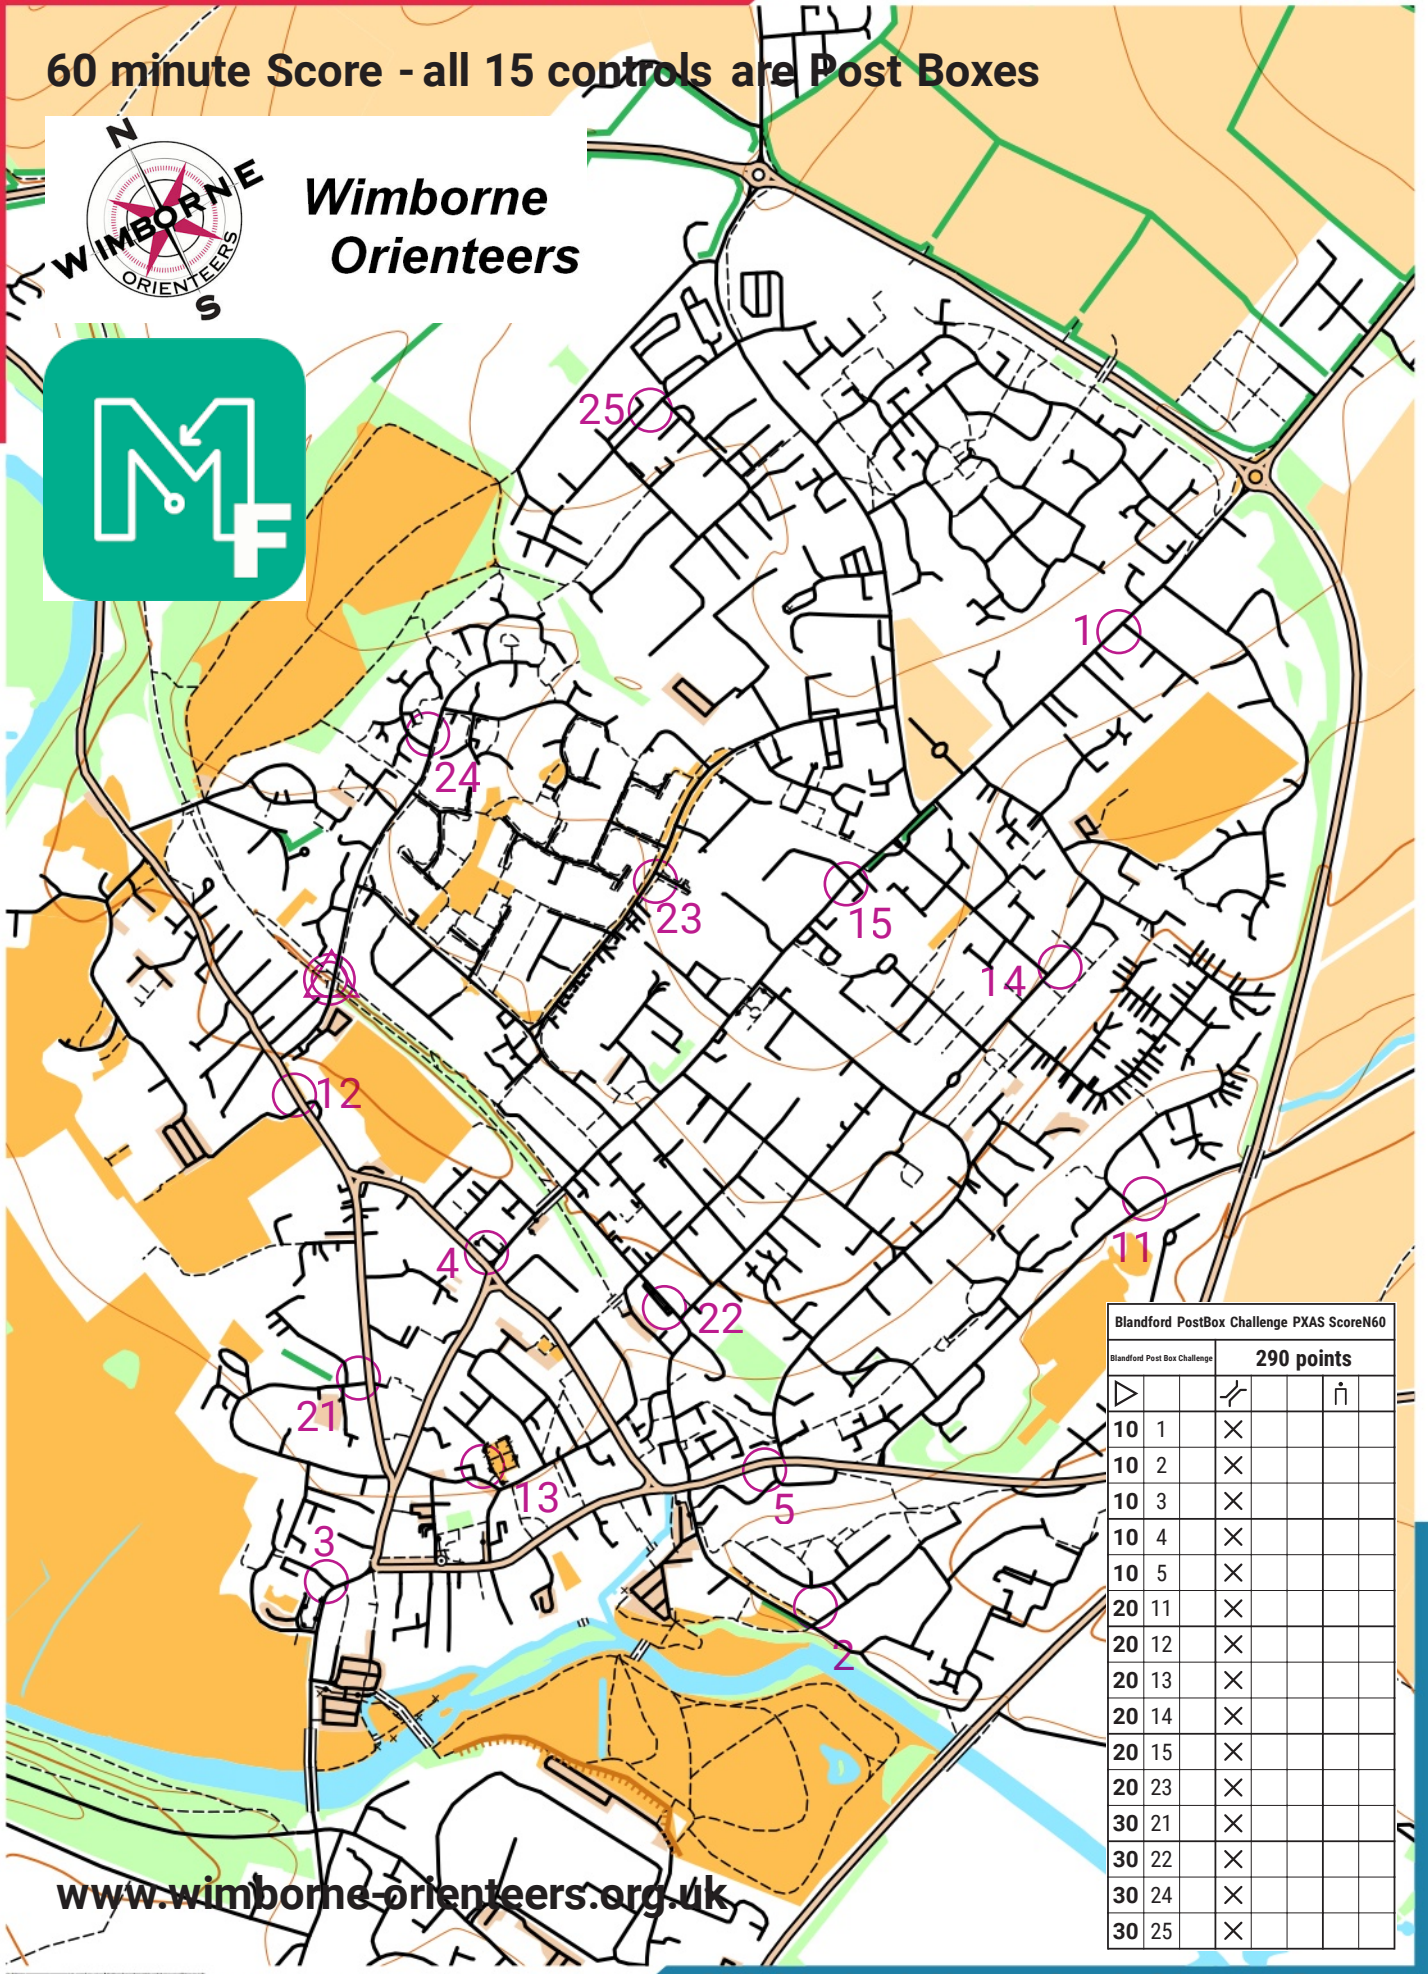 60 minute Score - all 15 controls are Post Boxes
N
WIMBORNE
ORIENTEERS
S
Wimborne
Orienteers
M
F
25
1
24
23
15
14
12
11
4
22
21
13
5
3
2
Blandford PostBox Challenge PXAS ScoreN60
Blandford Post Box Challenge 290 points
10 1
10 2
10 3
10 4
10 5
20 11
20 12
20 13
20 14
20 15
20 23
30 21
30 22
30 24
30 25
www.wimborne-orienteers.org.uk